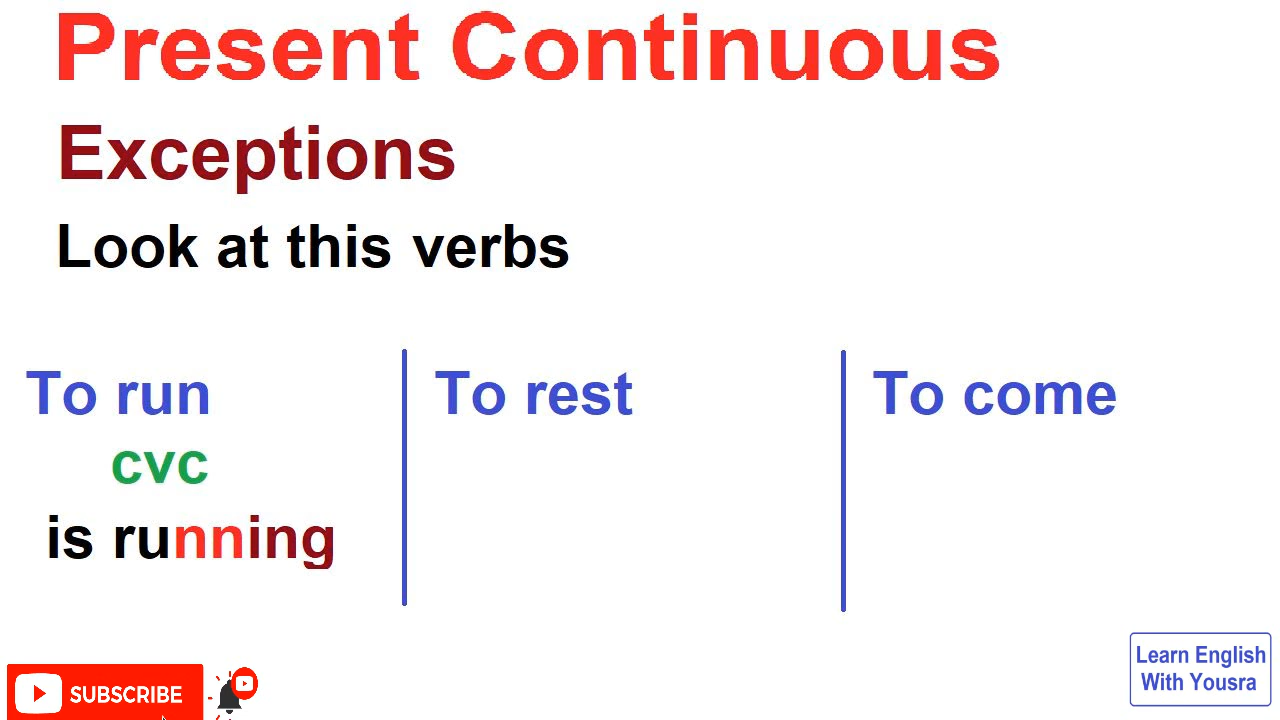 Present Continuous
Exceptions
Look at this verbs
To run
cvc
is running
To rest
To come
SUBSCRIBE
Learn English
With Yousra